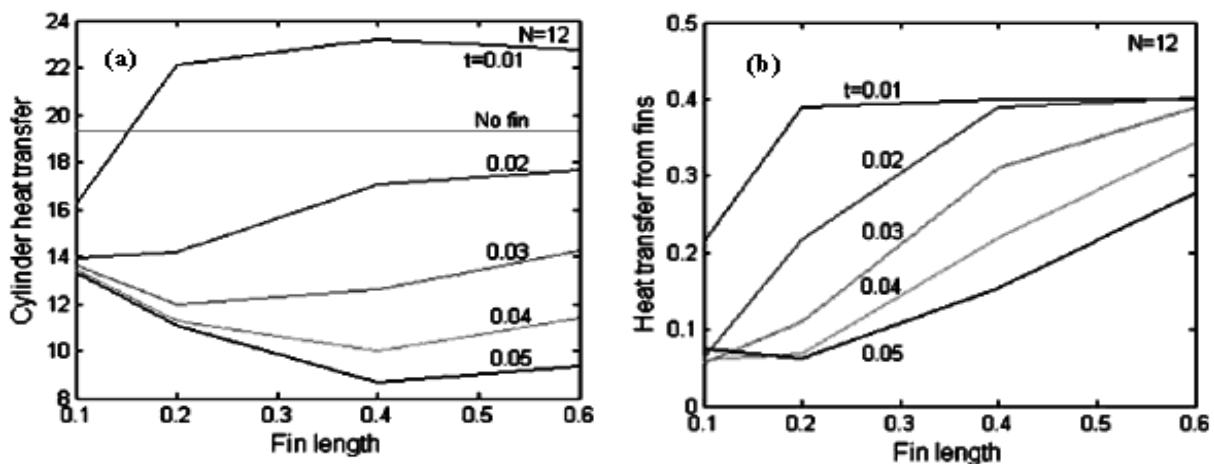 (a)
N=12
t=0.01
No fin
0.02
0.03
0.04
0.05
24
22
20
18
16
14
12
10
8
Cylinder heat transfer
0.1 0.2 0.3 0.4 0.5 0.6
Fin length
(b)
N=12
t=0.01
0.02
0.03
0.04
0.05
0.5
0.4
0.3
0.2
0.1
0
Heat transfer from fins
0.1 0.2 0.3 0.4 0.5 0.6
Fin length